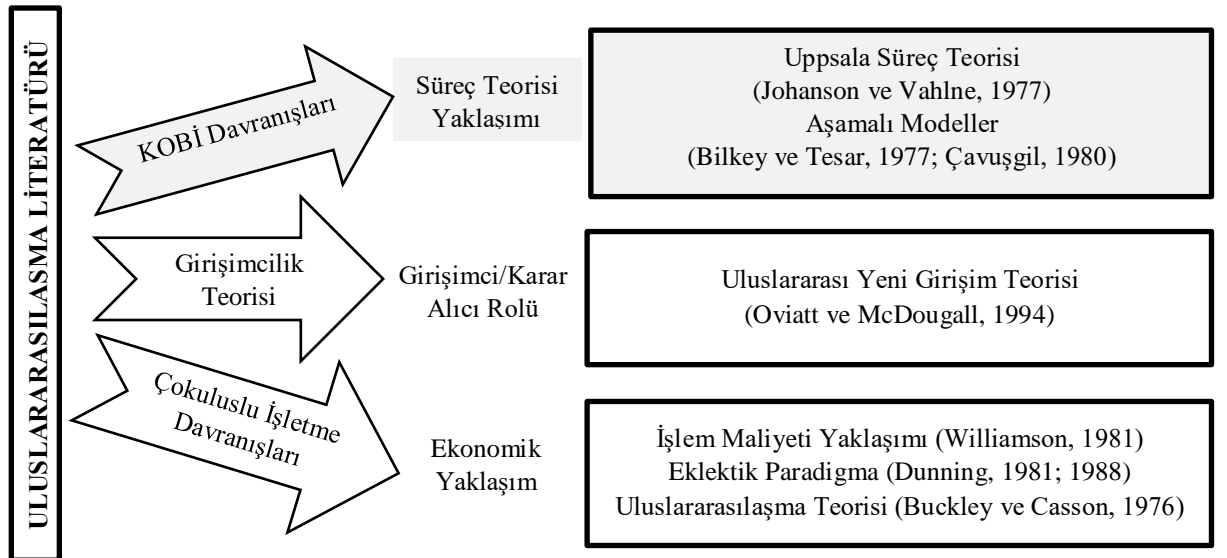 ULUSLARARASILAŞMA LİTERATÜRÜ
KOBİ Davranışları
Süreç Teorisi
Yaklaşımı
Uppsala Süreç Teorisi
(Johanson ve Vahlne, 1977)
Aşamalı Modeller
(Bilkey ve Tesar, 1977; Çavuşgil, 1980)
Girişimcilik
Teorisi
Girişimci/Karar
Alıcı Rolü
Uluslararası Yeni Girişim Teorisi
(Oviatt ve McDougall, 1994)
Çokuluslu İşletme
Davranışları
Ekonomik
Yaklaşım
İşlem Maliyeti Yaklaşımı (Williamson, 1981)
Eklektik Paradigma (Dunning, 1981; 1988)
Uluslararasılaşma Teorisi (Buckley ve Casson, 1976)